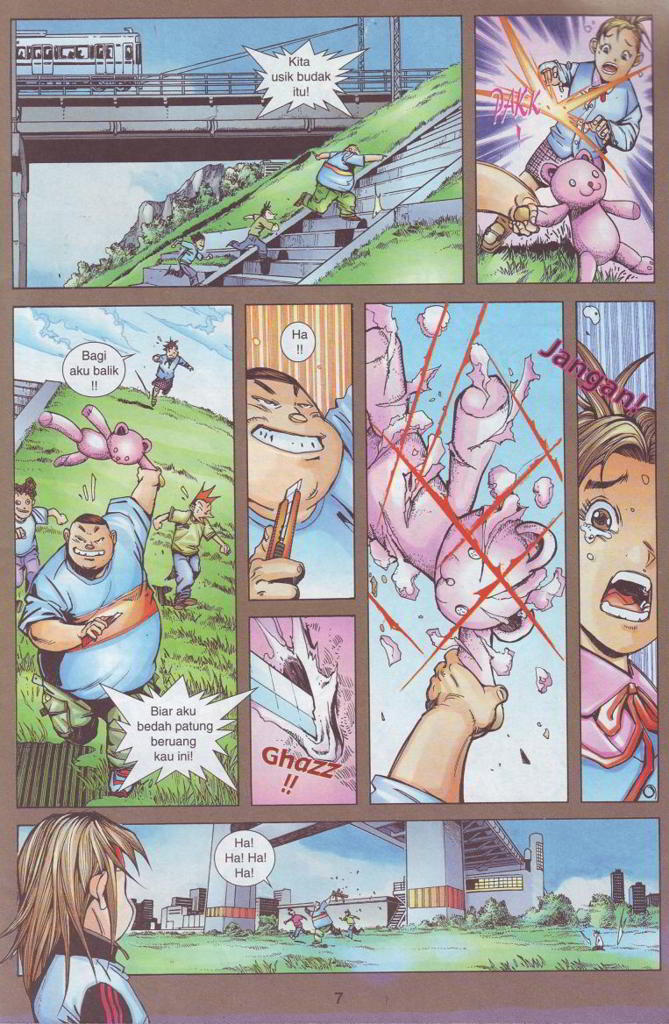 Kita
usik budak
itu!
PAKK
!
Bagi
aku balik
!!
Ha
!!
Jangan!
Biar aku
bedah patung
beruang
kau ini!
Ghazz
!!
Ha!
Ha! Ha!
Ha!
7